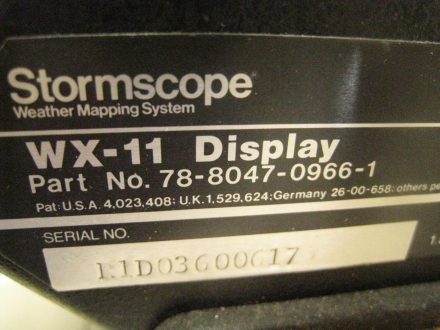 Stormscope
Weather Mapping System
WX-11 Display
Part No. 78-8047-0966-1
Pat: U.S.A. 4,023,408; U.K. 1,529,624; Germany 26-00-658; others pe
SERIAL NO.